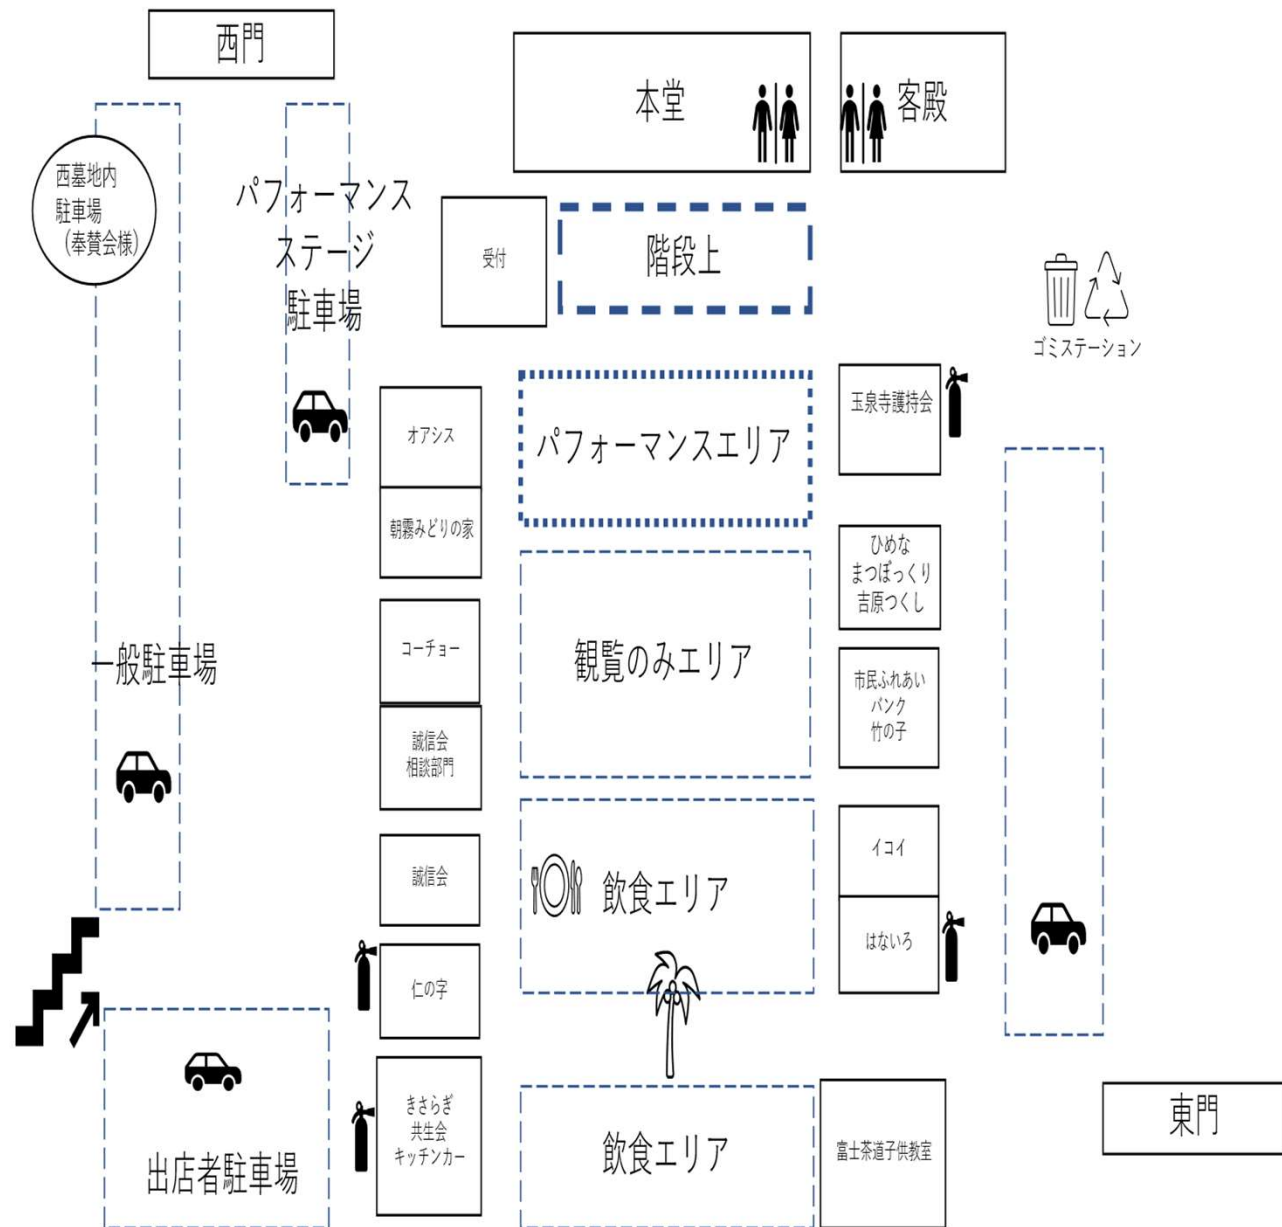 西門
本堂
客殿
西墓地内
駐車場
(奉賛会様)
パフォーマンス
ステージ
駐車場
受付
階段上
ゴミステーション
オアシス
パフォーマンスエリア
玉泉寺護持会
朝霧みどりの家
ひめな
まつぼっくり
吉原つくし
コーチョー
観覧のみエリア
一般駐車場
市民ふれあい
バンク
竹の子
誠信会
相談部門
誠信会
飲食エリア
イコイ
はないろ
仁の字
きさらぎ
共生会
キッチンカー
飲食エリア
富士茶道子供教室
東門
出店者駐車場